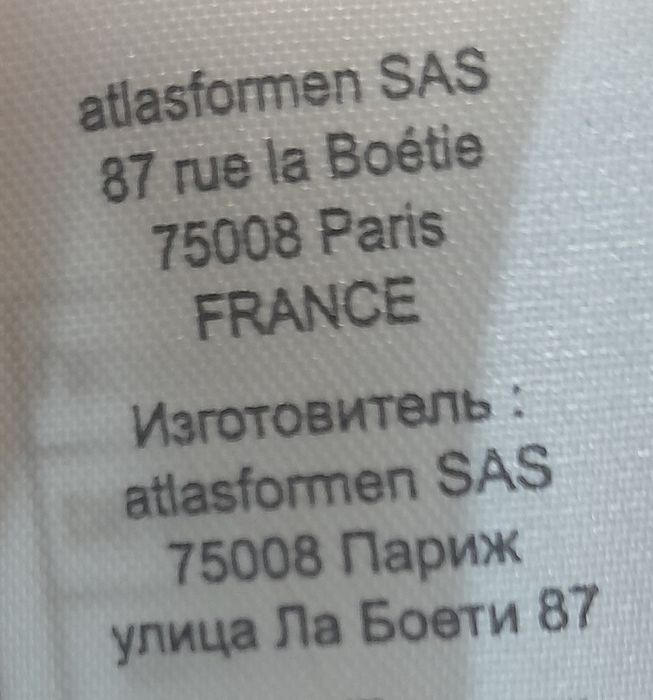 atlasformen SAS
87 rue la Boétie
75008 Paris
FRANCE
Изготовитель :
atlasformen SAS
75008 Париж
улица Ла Боети 87